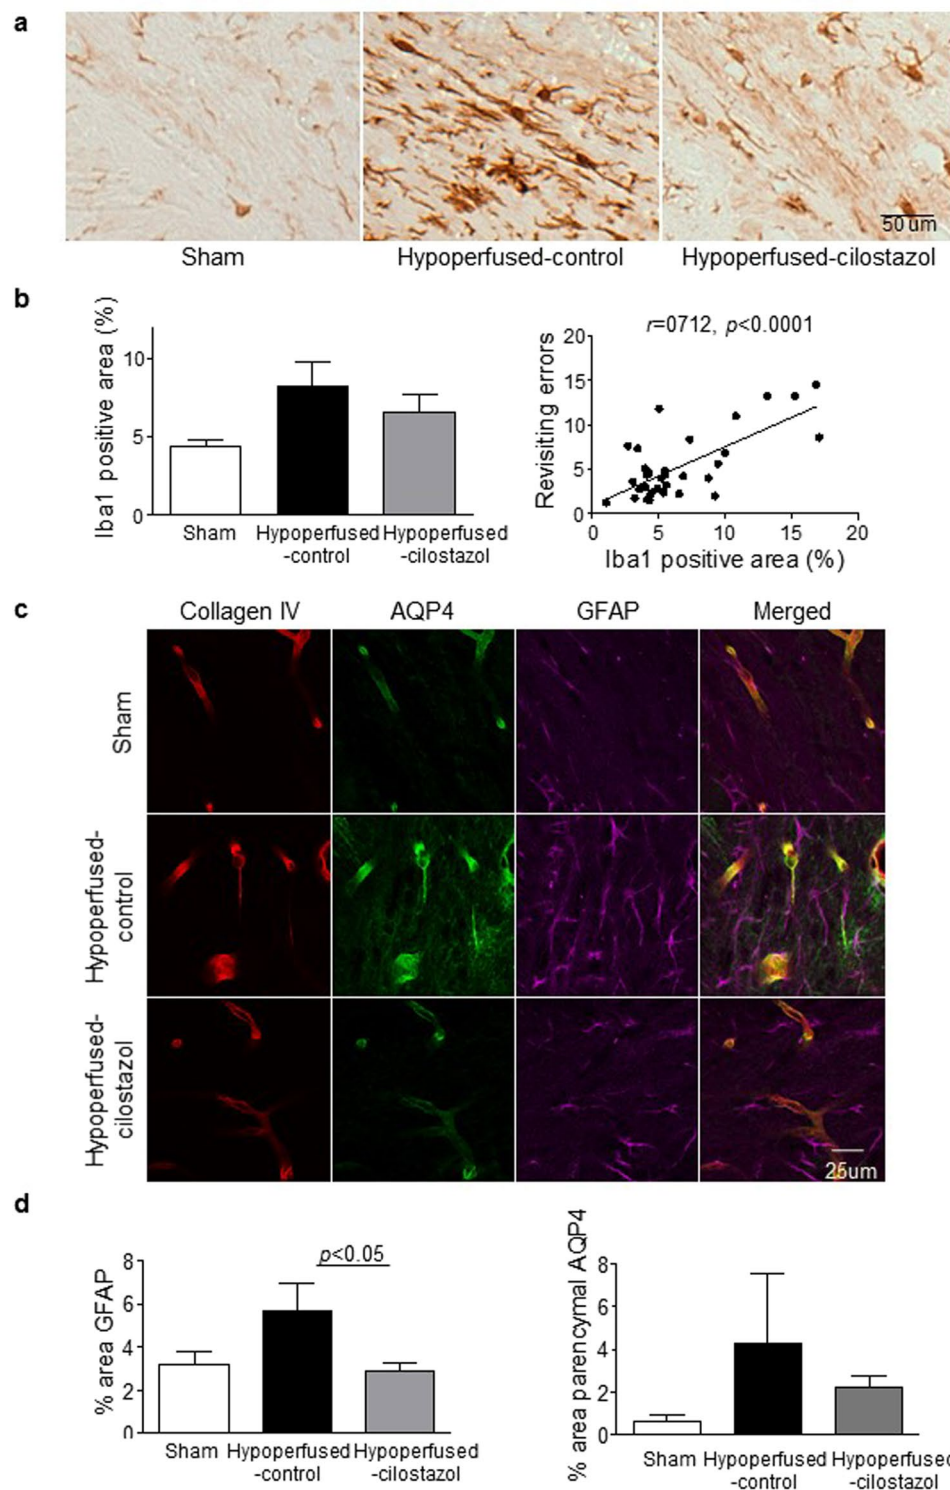 a
50 um
Sham
Hypoperfused-control
Hypoperfused-cilostazol
b
Iba1 positive area (%)
10
5
0
Sham
Hypoperfused
-control
Hypoperfused
-cilostazol
r=0712, p<0.0001
Revisiting errors
20
15
10
5
0
0
5
10
15
20
Iba1 positive area (%)
c
Collagen IV
AQP4
GFAP
Merged
Sham
Hypoperfused-
control
Hypoperfused-
cilostazol
25um
d
% area GFAP
8
6
4
2
0
p<0.05
Sham
Hypoperfused
-control
Hypoperfused
-cilostazol
% area parencymal AQP4
8
6
4
2
0
Sham
Hypoperfused
-control
Hypoperfused
-cilostazol